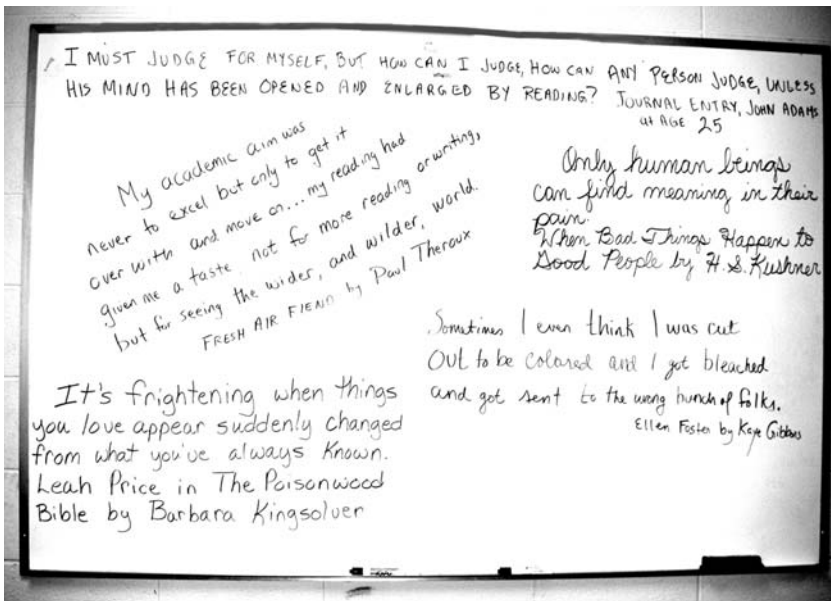 I MUST JUDGE FOR MYSELF, BUT HOW CAN I JUDGE, HOW CAN ANY PERSON JUDGE, UNLESS
HIS MIND HAS BEEN OPENED AND ENLARGED BY READING? JOURNAL ENTRY, JOHN ADAMS
at AGE 25
My academic aim was
never to excel but only to get it
over with and move on...my reading had
given me a taste not for more reading or writing,
but for seeing the wider, and wilder, world.
FRESH AIR FIEND by Paul Theroux
Only human beings
can find meaning in their
pain.
When Bad Things Happen to
Good People by H.S. Kushner
Sometimes I even think I was cut
OUT to be colored and I got bleached
and got sent to the wrong bunch of folks.
Ellen Foster by Kaye Gibbons
It's frightening when things
you love appear suddenly changed
from what you've always known.
Leah Price in The Poisonwood
Bible by Barbara Kingsolver